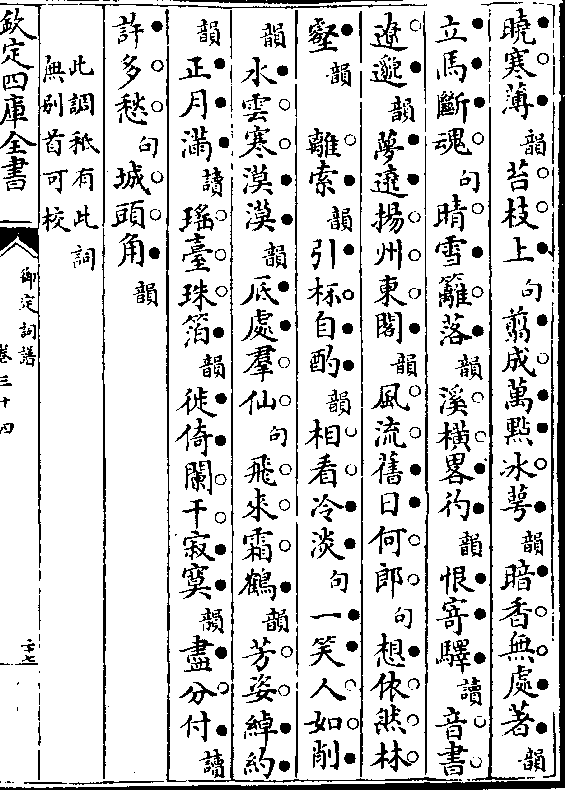 曉寒薄韻苔枝上句翦成萬點冰萼韻暗香無處著韻
立馬斷魂句晴雪籬落韻溪橫畧彴韻恨寄驛讀音書
遼邈韻夢遶揚州東閣韻風流舊日何郎句想依然林
壑韻　離索韻引杯自酌韻相看冷淡句一笑人如削
韻水雲寒漠漠韻底處羣仙句飛來霜鶴韻芳姿綽約
韻正月滿讀瑤臺珠箔韻徙倚闌干寂寞韻盡分付讀
許多愁句城頭角韻
此調祗有此詞
無别首可校
欽定四庫全書
御定詞譜
卷三十四
二十七